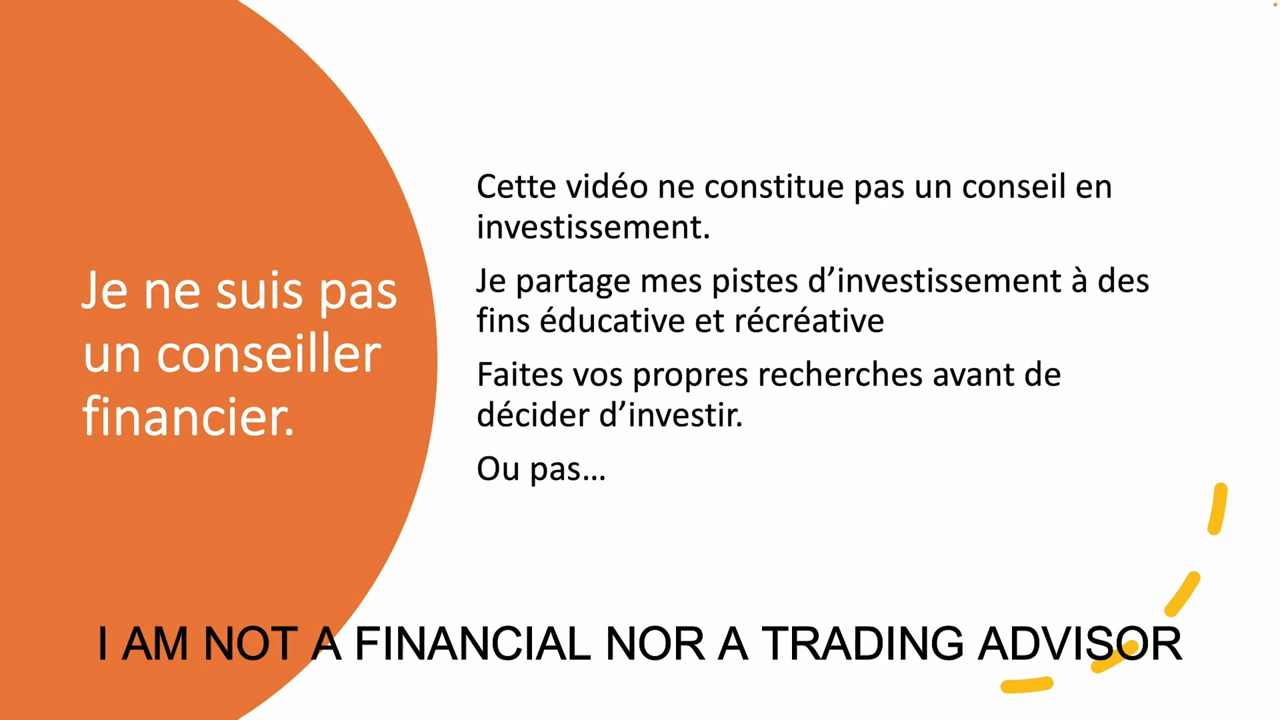 Je ne suis pas
un conseiller
financier.
Cette vidéo ne constitue pas un conseil en
investissement.
Je partage mes pistes d’investissement à des
fins éducative et récréative
Faites vos propres recherches avant de
décider d’investir.
Ou pas…
I AM NOT A FINANCIAL NOR A TRADING ADVISOR